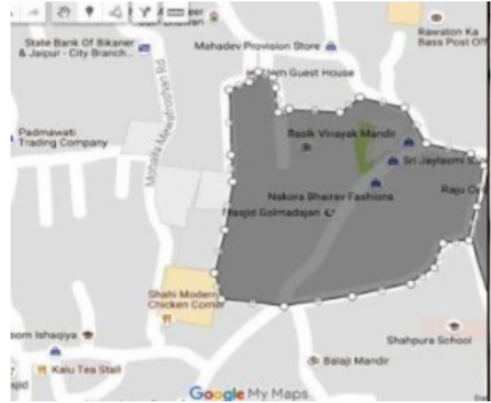 State Bank Of Bikaner
& Jaipur - City Branch...
Mahadev Provision Store
Rawaton Ka
Bass Post Off
Guest House
Mohalla
Padmawati
Trading Company
Rasik Vinayak Mandir
Sri Jaylaxmi
Raju
Nakora Bhairav Fashions
Masjid Golmadajan
Shahi Modern
Chicken Corner
oom Ishaqiya
Shahpura School
Kalu Tea Stall
Balaji Mandir
Google My Maps